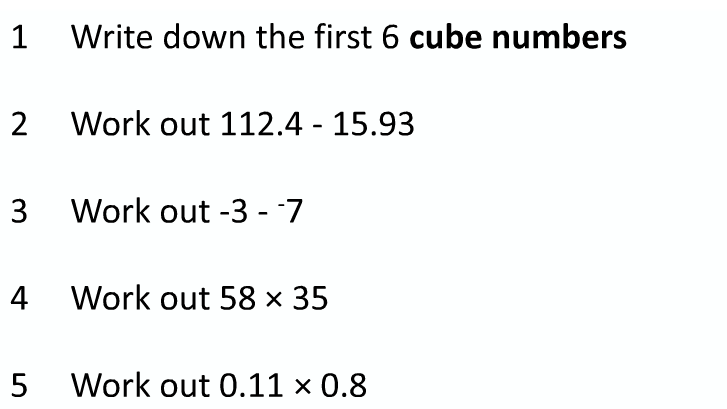 1 Write down the first 6 cube numbers
2 Work out 112.4 - 15.93
3 Work out -3 - ⁻7
4 Work out 58 × 35
5 Work out 0.11 × 0.8